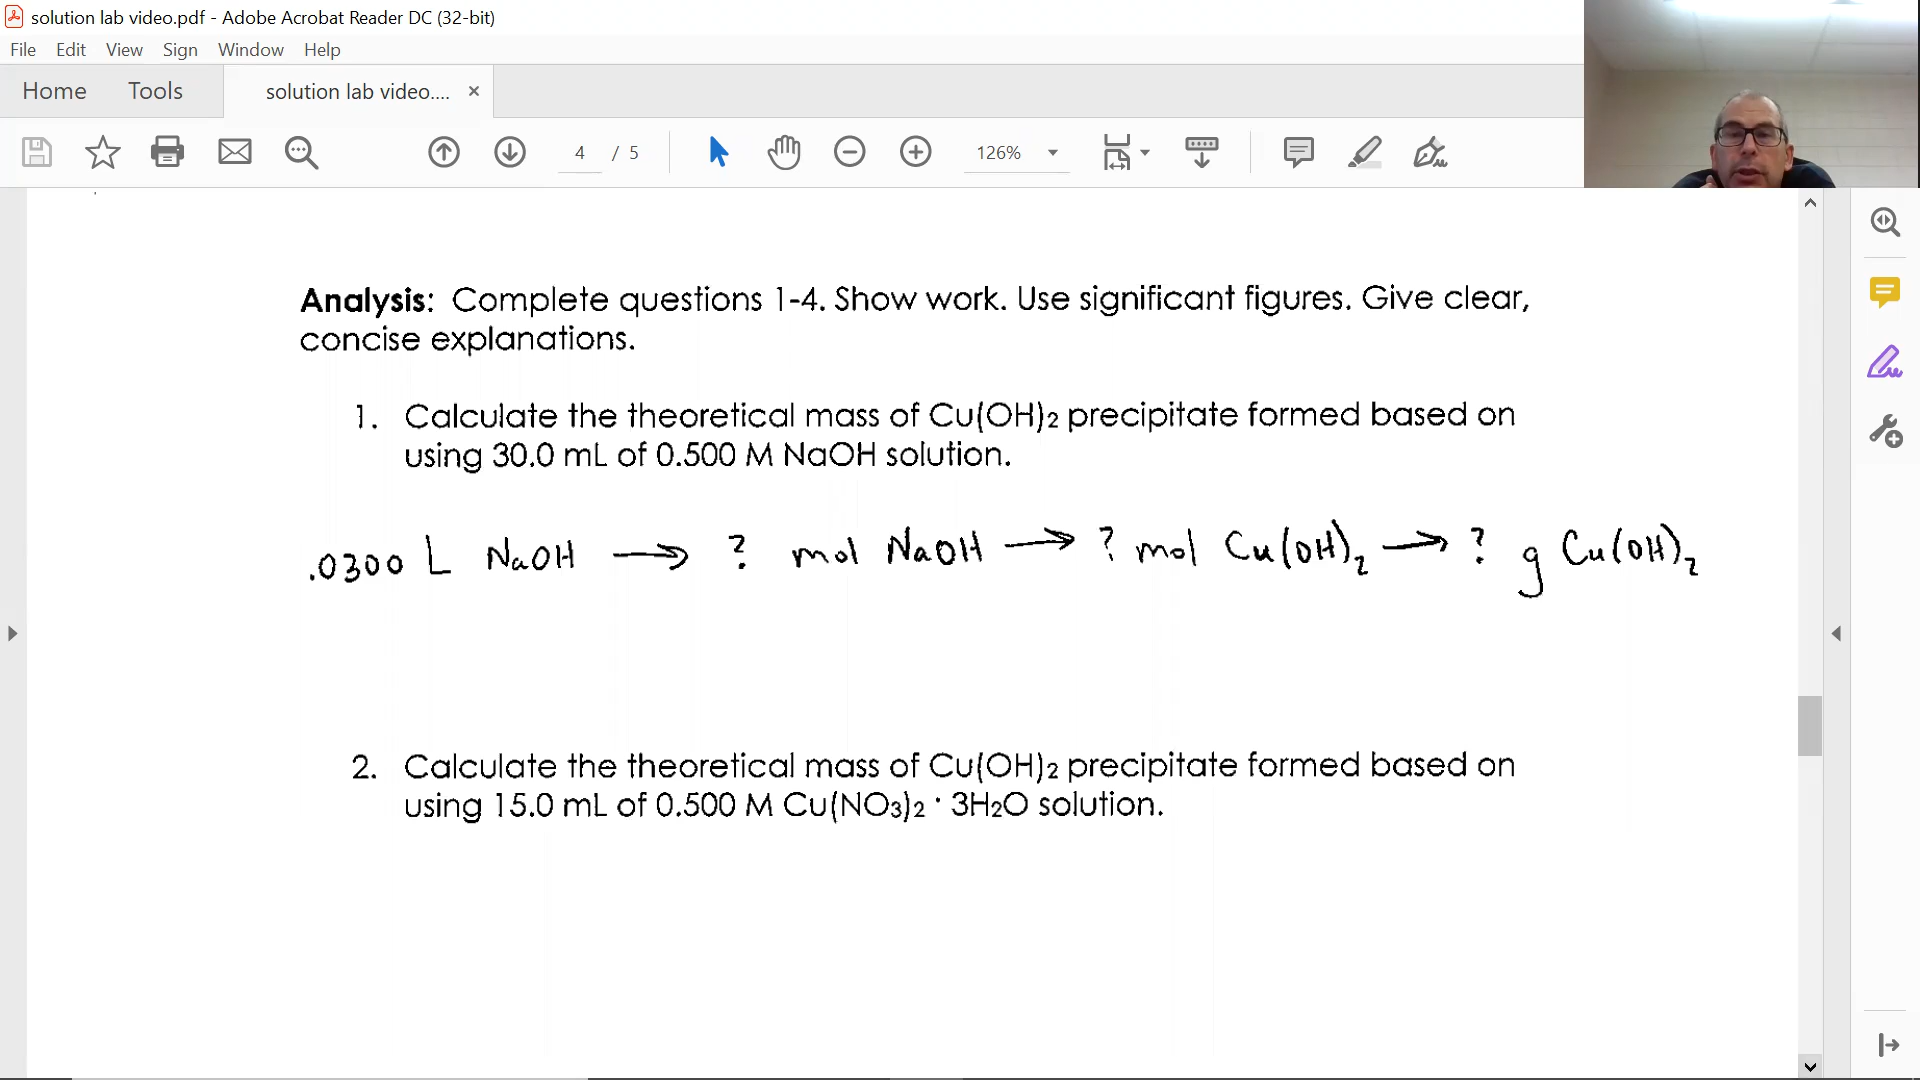 solution lab video.pdf - Adobe Acrobat Reader DC (32-bit)
File Edit View Sign Window Help
Home Tools solution lab video.... ×
4 / 5 126%
Analysis: Complete questions 1-4. Show work. Use significant figures. Give clear,
concise explanations.
1. Calculate the theoretical mass of Cu(OH)2 precipitate formed based on
using 30.0 mL of 0.500 M NaOH solution.
.0300 L NaOH → ? mol NaOH → ? mol Cu(OH)₂ → ? g Cu(OH)₂
2. Calculate the theoretical mass of Cu(OH)2 precipitate formed based on
using 15.0 mL of 0.500 M Cu(NO3)2 · 3H2O solution.